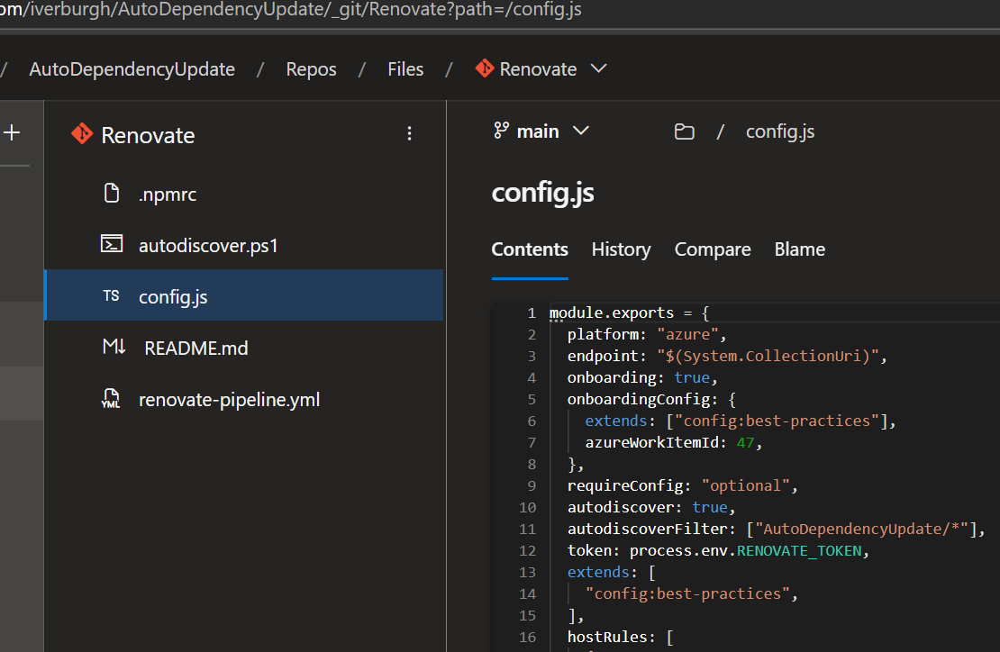 om/iverburgh/AutoDependencyUpdate/_git/Renovate?path=/config.js
/ AutoDependencyUpdate / Repos / Files / Renovate
Renovate
.npmrc
autodiscover.ps1
TS config.js
M↓ README.md
YML renovate-pipeline.yml
main / config.js
config.js
Contents History Compare Blame
1 module.exports = {
2 platform: "azure",
3 endpoint: "$(System.CollectionUri)",
4 onboarding: true,
5 onboardingConfig: {
6 extends: ["config:best-practices"],
7 azureWorkItemId: 47,
8 },
9 requireConfig: "optional",
10 autodiscover: true,
11 autodiscoverFilter: ["AutoDependencyUpdate/*"],
12 token: process.env.RENOVATE_TOKEN,
13 extends: [
14 "config:best-practices",
15 ],
16 hostRules: [